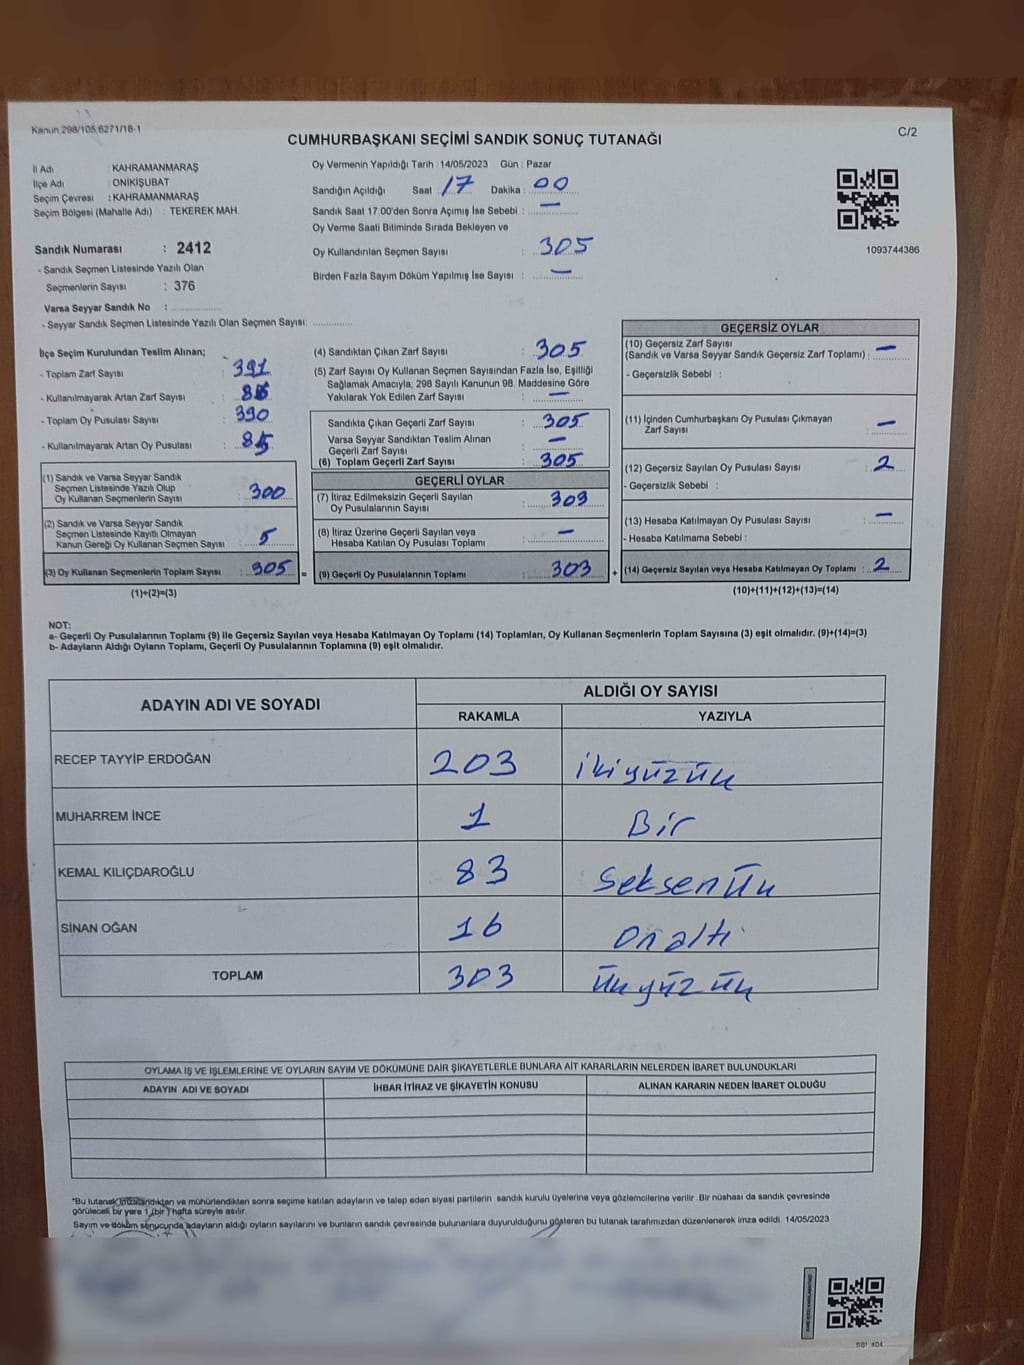 Kanun 298/105,6271/18-1
C/2
CUMHURBAŞKANI SEÇİMİ SANDIK SONUÇ TUTANAĞI
İl Adı : KAHRAMANMARAŞ
İlçe Adı : ONİKİŞUBAT
Seçim Çevresi : KAHRAMANMARAŞ
Seçim Bölgesi (Mahalle Adı) : TEKEREK MAH.
Sandık Numarası : 2412
- Sandık Seçmen Listesinde Yazılı Olan
Seçmenlerin Sayısı : 376
Varsa Seyyar Sandık No :
- Seyyar Sandık Seçmen Listesinde Yazılı Olan Seçmen Sayısı:
Oy Vermenin Yapıldığı Tarih : 14/05/2023 Gün : Pazar
Sandığın Açıldığı Saat : 17 Dakika : 00
Sandık Saat 17:00'den Sonra Açımış İse Sebebi : —
Oy Verme Saati Bitiminde Sırada Bekleyen ve
Oy Kullandırılan Seçmen Sayısı : 305
Birden Fazla Sayım Döküm Yapılmış İse Sayısı : —
1093744386
İlçe Seçim Kurulundan Teslim Alınan;
- Toplam Zarf Sayısı : 391
- Kullanılmayarak Artan Zarf Sayısı : 86
- Toplam Oy Pusulası Sayısı : 390
- Kullanılmayarak Artan Oy Pusulası : 85
(1) Sandık ve Varsa Seyyar Sandık
Seçmen Listesinde Yazılı Olup
Oy Kullanan Seçmenlerin Sayısı : 300
(2) Sandık ve Varsa Seyyar Sandık
Seçmen Listesinde Kayıtlı Olmayan
Kanun Gereği Oy Kullanan Seçmen Sayısı : 5
(3) Oy Kullanan Seçmenlerin Toplam Sayısı : 305 =
(1)+(2)=(3)
(4) Sandıktan Çıkan Zarf Sayısı : 305
(5) Zarf Sayısı Oy Kullanan Seçmen Sayısından Fazla İse, Eşitliği
Sağlamak Amacıyla; 298 Sayılı Kanunun 98. Maddesine Göre
Yakılarak Yok Edilen Zarf Sayısı : —
Sandıkta Çıkan Geçerli Zarf Sayısı : 305
Varsa Seyyar Sandıktan Teslim Alınan
Geçerli Zarf Sayısı : —
(6) Toplam Geçerli Zarf Sayısı : 305
GEÇERLİ OYLAR
(7) İtiraz Edilmeksizin Geçerli Sayılan
Oy Pusulalarının Sayısı : 303
(8) İtiraz Üzerine Geçerli Sayılan veya
Hesaba Katılan Oy Pusulası Toplamı : —
(9) Geçerli Oy Pusulalarının Toplamı : 303 +
GEÇERSİZ OYLAR
(10) Geçersiz Zarf Sayısı
(Sandık ve Varsa Seyyar Sandık Geçersiz Zarf Toplamı) : —
- Geçersizlik Sebebi :
(11) İçinden Cumhurbaşkanı Oy Pusulası Çıkmayan
Zarf Sayısı : —
(12) Geçersiz Sayılan Oy Pusulası Sayısı : 2
- Geçersizlik Sebebi :
(13) Hesaba Katılmayan Oy Pusulası Sayısı : —
- Hesaba Katılmama Sebebi :
(14) Geçersiz Sayılan veya Hesaba Katılmayan Oy Toplamı : 2
(10)+(11)+(12)+(13)=(14)
NOT:
a- Geçerli Oy Pusulalarının Toplamı (9) ile Geçersiz Sayılan veya Hesaba Katılmayan Oy Toplamı (14) Toplamları, Oy Kullanan Seçmenlerin Toplam Sayısına (3) eşit olmalıdır. (9)+(14)=(3)
b- Adayların Aldığı Oyların Toplamı, Geçerli Oy Pusulalarının Toplamına (9) eşit olmalıdır.
ADAYIN ADI VE SOYADI ALDIĞI OY SAYISI
RAKAMLA YAZIYLA
RECEP TAYYİP ERDOĞAN 203 ikiyüzüç
MUHARREM İNCE 1 Bir
KEMAL KILIÇDAROĞLU 83 Seksenüç
SİNAN OĞAN 16 Onaltı
TOPLAM 303 Üçyüzüç
OYLAMA İŞ VE İŞLEMLERİNE VE OYLARIN SAYIM VE DÖKÜMÜNE DAİR ŞİKAYETLERLE BUNLARA AİT KARARLARIN NELERDEN İBARET BULUNDUKLARI
ADAYIN ADI VE SOYADI İHBAR İTİRAZ VE ŞİKAYETİN KONUSU ALINAN KARARIN NEDEN İBARET OLDUĞU
"Bu tutanak imzalandıktan ve mühürlendikten sonra seçime katılan adayların ve talep eden siyasi partilerin sandık kurulu üyelerine veya gözlemcilerine verilir. Bir nüshası da sandık çevresinde
görülecek bir yere 1 (bir) hafta süreyle asılır.
Sayım ve döküm sonucunda adayların aldığı oyların sayılarını ve bunların sandık çevresinde bulunanlara duyurulduğunu gösteren bu tutanak tarafımızdan düzenlenerek imza edildi. 14/05/2023